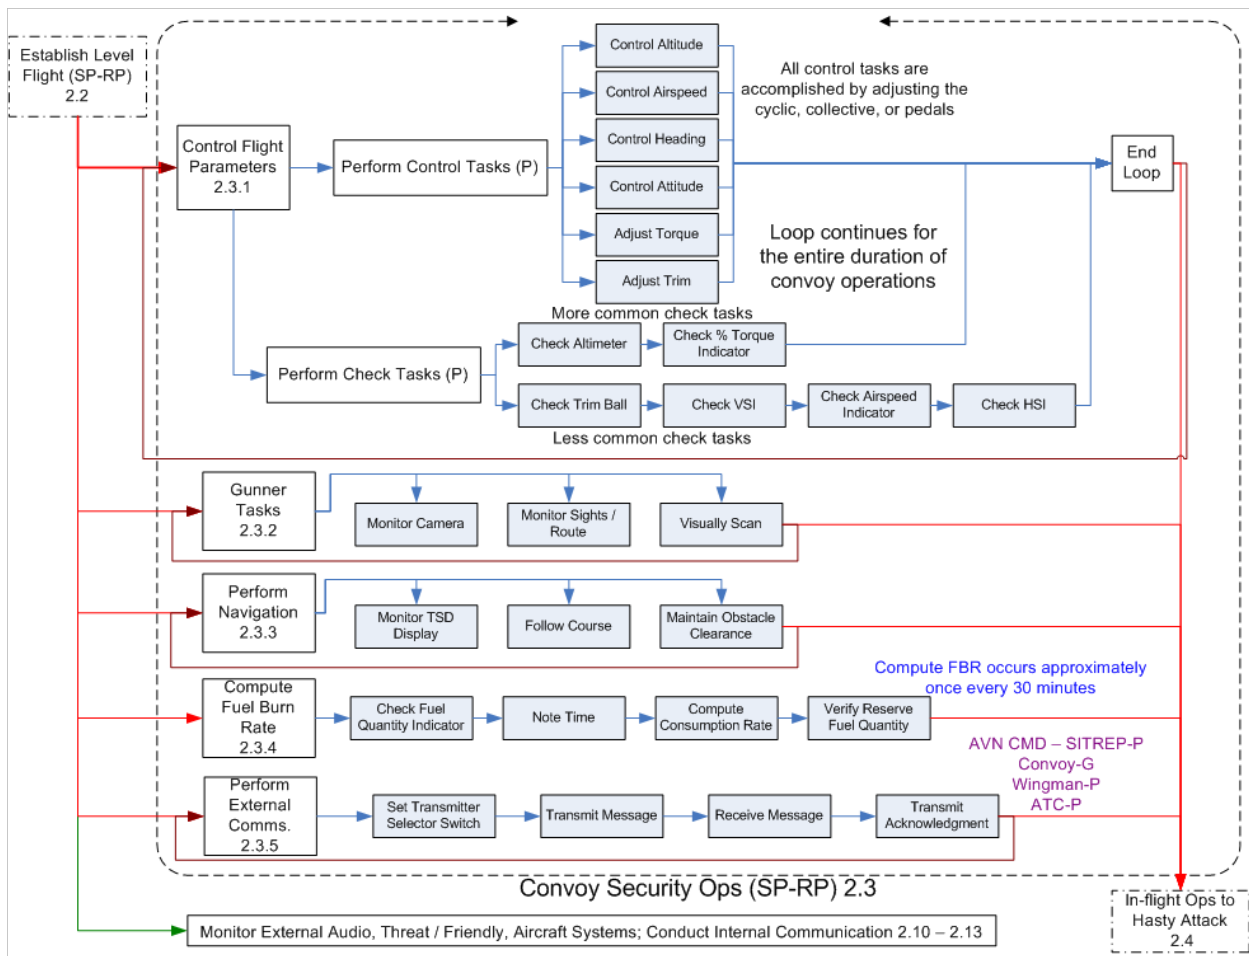 Establish Level
Flight (SP-RP)
2.2
Control Flight
Parameters
2.3.1
Perform Control Tasks (P)
Control Altitude
Control Airspeed
Control Heading
Control Attitude
Adjust Torque
Adjust Trim
All control tasks are
accomplished by adjusting the
cyclic, collective, or pedals
End
Loop
Loop continues for
the entire duration of
convoy operations
More common check tasks
Perform Check Tasks (P)
Check Altimeter
Check % Torque
Indicator
Check Trim Ball
Check VSI
Check Airspeed
Indicator
Check HSI
Less common check tasks
Gunner
Tasks
2.3.2
Monitor Camera
Monitor Sights /
Route
Visually Scan
Perform
Navigation
2.3.3
Monitor TSD
Display
Follow Course
Maintain Obstacle
Clearance
Compute FBR occurs approximately
once every 30 minutes
Compute
Fuel Burn
Rate
2.3.4
Check Fuel
Quantity Indicator
Note Time
Compute
Consumption Rate
Verify Reserve
Fuel Quantity
AVN CMD – SITREP-P
Convoy-G
Wingman-P
ATC-P
Perform
External
Comms.
2.3.5
Set Transmitter
Selector Switch
Transmit Message
Receive Message
Transmit
Acknowledgment
Convoy Security Ops (SP-RP) 2.3
In-flight Ops to
Hasty Attack
2.4
Monitor External Audio, Threat / Friendly, Aircraft Systems; Conduct Internal Communication 2.10 – 2.13